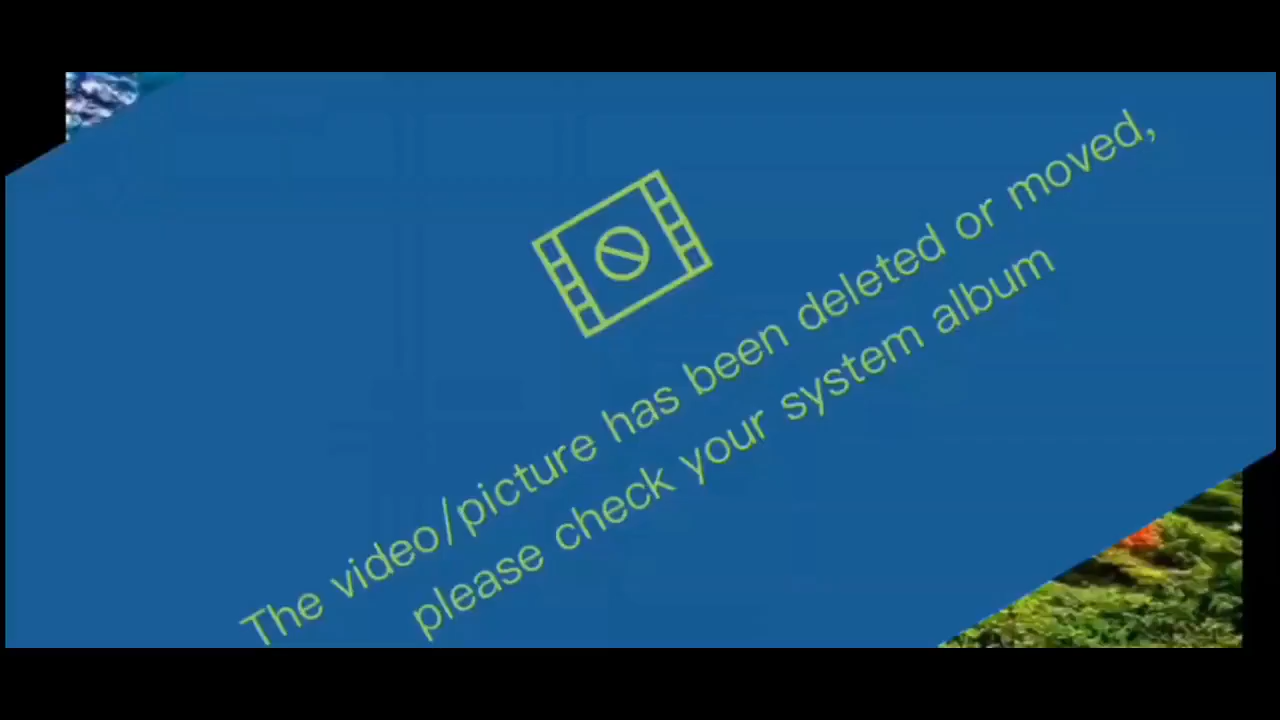 The video/picture has been deleted or moved,
please check your system album